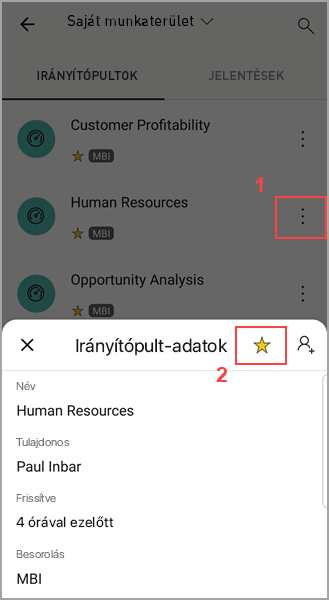 Saját munkaterület
IRÁNYÍTÓPULTOK
JELENTÉSEK
Customer Profitability
MBI
1
Human Resources
MBI
Opportunity Analysis
MBI
Irányítópult-adatok
2
Név
Human Resources
Tulajdonos
Paul Inbar
Frissítve
4 órával ezelőtt
Besorolás
MBI